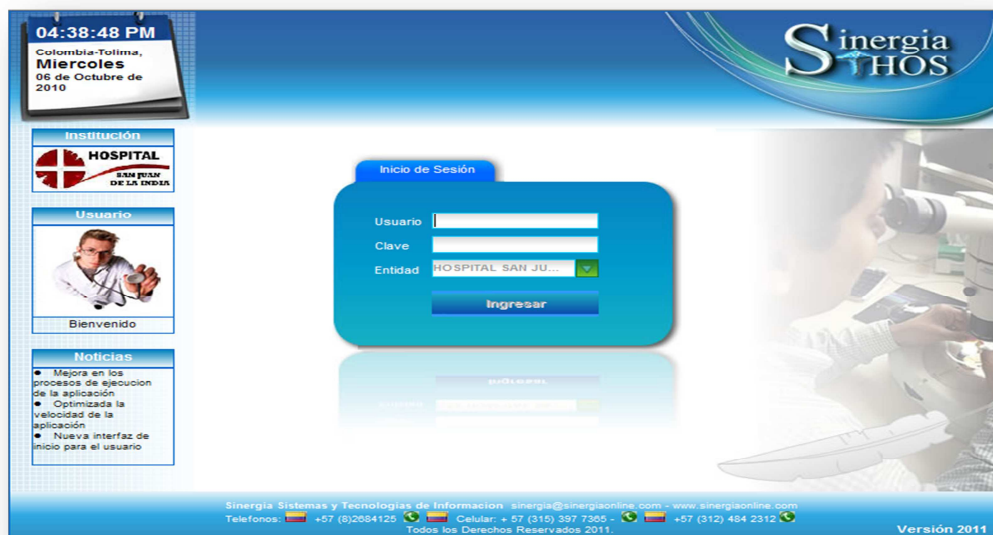 04:38:48 PM
Colombia-Tolima,
Miercoles
06 de Octubre de
2010
Sinergia
HOS
Institución
HOSPITAL
SAN JUAN
DE LA INDIA
Usuario
Bienvenido
Noticias
Mejora en los
procesos de ejecucion
de la aplicación
Optimizada la
velocidad de la
aplicación
Nueva interfaz de
inicio para el usuario
Inicio de Sesión
Usuario
Clave
Entidad HOSPITAL SAN JU...
Ingresar
Sinergia Sistemas y Tecnologias de Informacion sinergia@sinergiaonline.com - www.sinergiaonline.com
Telefonos: +57 (8)2684125 Celular: + 57 (315) 397 7365 - +57 (312) 484 2312
Todos los Derechos Reservados 2011.
Versión 2011